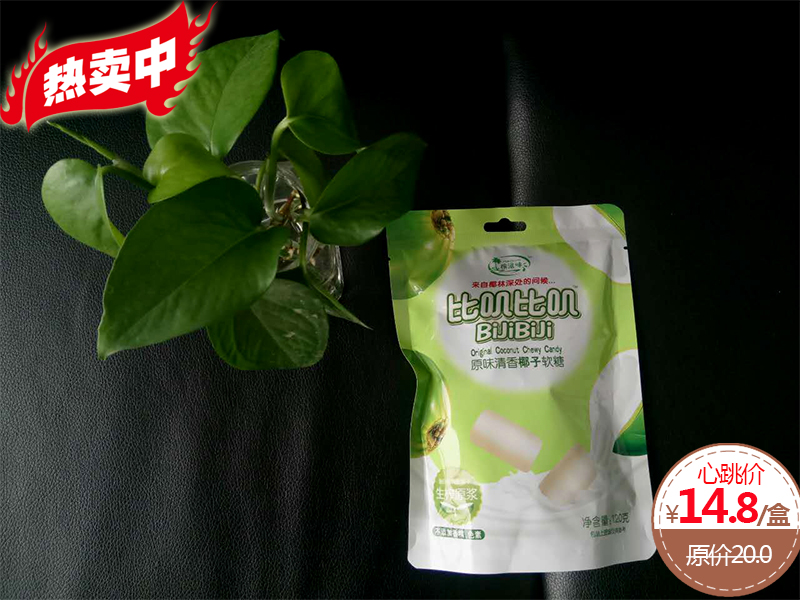 热卖中
来自椰林深处的问候...
比叽比叽
BiJiBiJi
Original Coconut Chewy Candy
原味清香椰子软糖
生榨原浆
净含量:120克
心跳价
¥14.8/盒
原价20.0